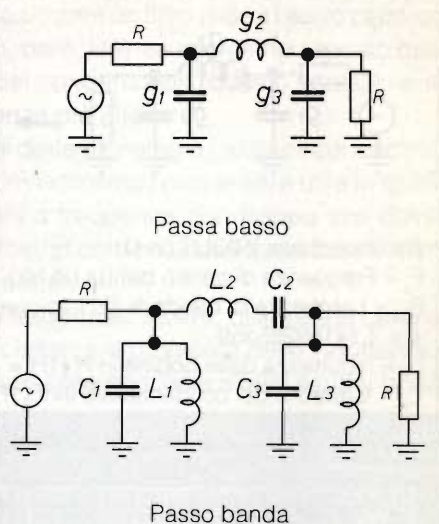 R
g2
g1
g3
R
Passa basso
R
L2
C2
C1
L1
C3
L3
R
Passo banda